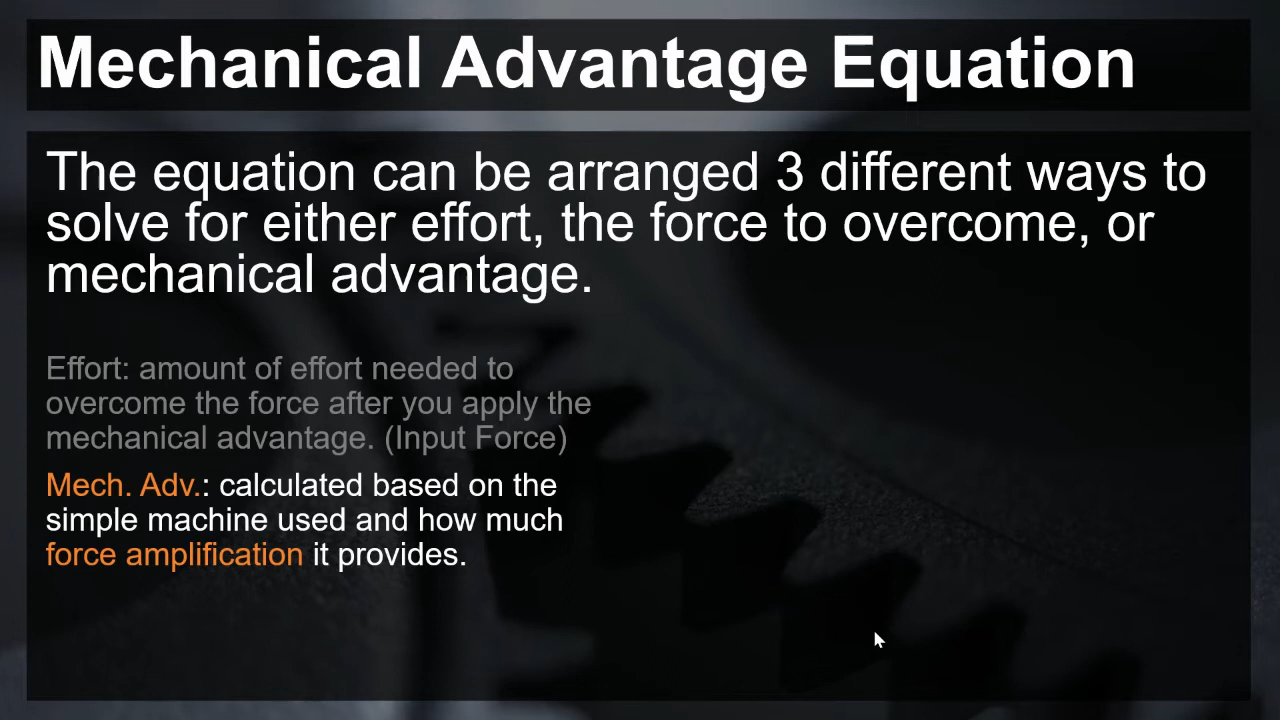 Mechanical Advantage Equation
The equation can be arranged 3 different ways to
solve for either effort, the force to overcome, or
mechanical advantage.
Effort: amount of effort needed to
overcome the force after you apply the
mechanical advantage. (Input Force)
Mech. Adv.: calculated based on the
simple machine used and how much
force amplification it provides.